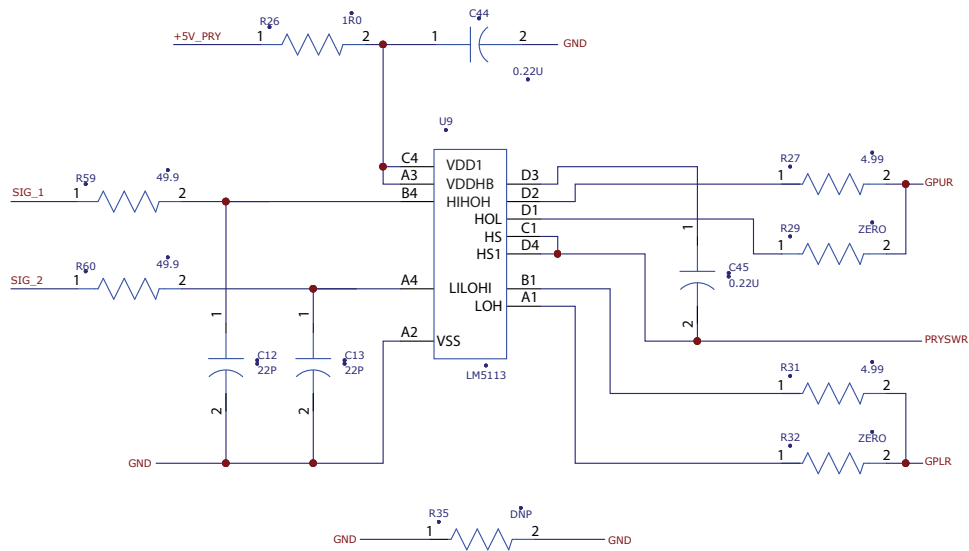 C44
R26 1R0
+5V_PRY 1 2 1 2 GND
0.22U
U9
C4 VDD1
A3 VDDHB D3
B4 HIHOH D2
HOL D1
HS C1
HS1 D4
A4 LILOHI B1
LOH A1
A2 VSS
LM5113
R59 49.9
SIG_1 1 2
R60 49.9
SIG_2 1 2
1 1
C12 C13
22P 22P
2 2
GND
R27 4.99
1 2 GPUR
R29 ZERO
1 2
1
C45
0.22U
2
PRYSWR
R31 4.99
1 2
R32 ZERO
1 2 GPLR
R35 DNP
GND 1 2 GND